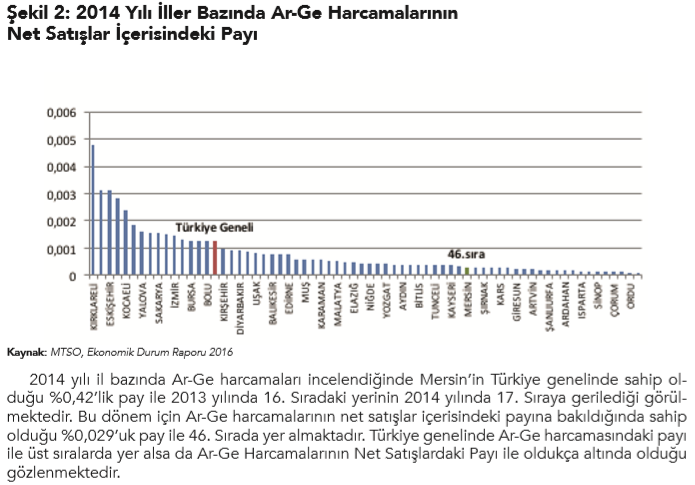 Şekil 2: 2014 Yılı İller Bazında Ar-Ge Harcamalarının
Net Satışlar İçerisindeki Payı
0,006
0,005
0,004
0,003
0,002
0,001
0
Türkiye Geneli
46.sıra
KIRKLARELİ
ESKİŞEHİR
KOCAELİ
YALOVA
SAKARYA
İZMİR
BURSA
BOLU
KIRŞEHİR
DİYARBAKIR
UŞAK
BALIKESİR
EDİRNE
MUŞ
KARAMAN
MALATYA
ELAZIĞ
NİĞDE
YOZGAT
AYDIN
BİTLİS
TUNCELİ
KAYSERİ
MERSİN
ŞIRNAK
KARS
GİRESUN
ARTVİN
ŞANLIURFA
ARDAHAN
ISPARTA
SİNOP
ÇORUM
ORDU
Kaynak: MTSO, Ekonomik Durum Raporu 2016
2014 yılı il bazında Ar-Ge harcamaları incelendiğinde Mersin’in Türkiye genelinde sahip ol-
duğu %0,42’lik pay ile 2013 yılında 16. Sıradaki yerinin 2014 yılında 17. Sıraya gerilediği görül-
mektedir. Bu dönem için Ar-Ge harcamalarının net satışlar içerisindeki payına bakıldığında sahip
olduğu %0,029’uk pay ile 46. Sırada yer almaktadır. Türkiye genelinde Ar-Ge harcamasındaki payı
ile üst sıralarda yer alsa da Ar-Ge Harcamalarının Net Satışlardaki Payı ile oldukça altında olduğu
gözlenmektedir.